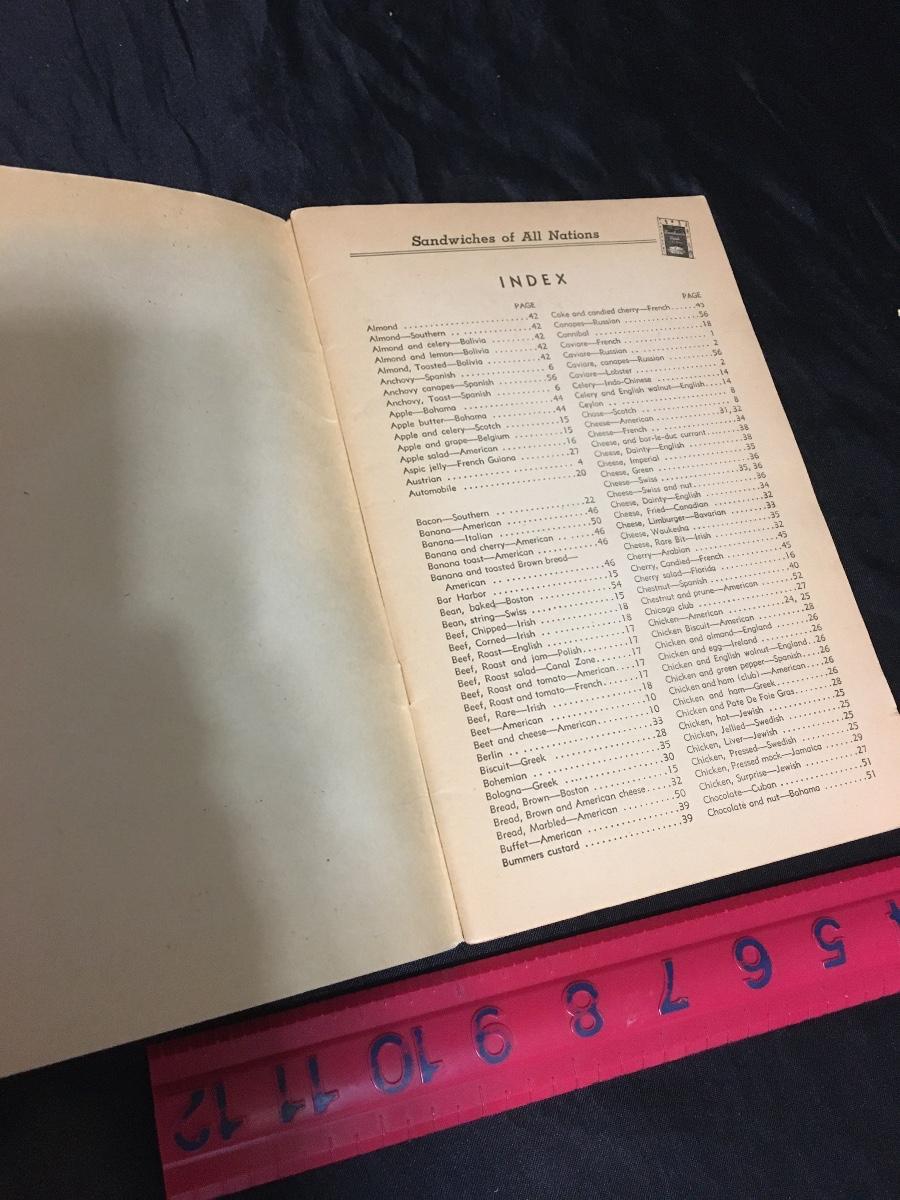 Sandwiches of All Nations
INDEX
PAGE
Almond ..........42
Almond—Southern ..........42
Almond and celery—Bolivia ..........42
Almond and lemon—Bolivia ..........42
Almond, Toasted—Bolivia ..........42
Anchovy—Spanish .......... 6
Anchovy canapes—Spanish ..........56
Anchovy, Toast—Spanish .......... 6
Apple—Bahama ..........44
Apple butter—Bahama ..........44
Apple and celery—Scotch ..........15
Apple and grape—Belgium ..........15
Apple salad—American ..........16
Aspic jelly—French Guiana ..........27
Austrian .......... 4
Automobile ..........20
Bacon—Southern ..........22
Banana—American ..........46
Banana—Italian ..........50
Banana and cherry—American ..........46
Banana toast—American ..........46
Banana and toasted Brown bread—
American ..........46
Bar Harbor ..........15
Bean, baked—Boston ..........54
Bean, string—Swiss ..........15
Beef, Chipped—Irish ..........18
Beef, Corned—Irish ..........18
Beef, Roast—English ..........17
Beef, Roast and jam—Polish ..........17
Beef, Roast salad—Canal Zone ..........17
Beef, Roast and tomato—American ..........17
Beef, Roast and tomato—French ..........17
Beef, Rare—Irish ..........18
Beet—American ..........10
Beet and cheese—American ..........10
Berlin ..........33
Biscuit—Greek ..........28
Bohemian ..........35
Bologna—Greek ..........30
Bread, Brown—Boston ..........15
Bread, Brown and American cheese ..........32
Bread, Marbled—American ..........50
Buffet—American ..........39
Bummers custard ..........39
PAGE
Cake and candied cherry—French ..........45
Canapes—Russian ..........56
Cannibal ..........18
Caviare—French .......... 1
Caviare—Russian .......... 2
Caviare, canapes—Russian ..........56
Caviare—Lobster .......... 2
Celery—Indo-Chinese ..........14
Celery and English walnut—English ..........14
Ceylon .......... 8
Chase—Scotch .......... 8
Cheese—American ..........31, 32
Cheese—French ..........34
Cheese, and bar-le-duc currant ..........38
Cheese, Dainty—English ..........38
Cheese, Imperial ..........35
Cheese, Green ..........36
Cheese—Swiss ..........35, 36
Cheese—Swiss and nut ..........36
Cheese, Dainty—English ..........34
Cheese, Fried—Canadian ..........32
Cheese, Limburger—Bavarian ..........33
Cheese, Waukesha ..........35
Cheese, Rare Bit—Irish ..........32
Cherry—Arabian ..........45
Cherry, Candied—French ..........45
Cherry salad—Florida ..........16
Chestnut—Spanish ..........40
Chestnut and prune—American ..........52
Chicago club ..........27
Chicken—American ..........24, 25
Chicken Biscuit—American ..........28
Chicken and almond—England ..........26
Chicken and egg—Ireland ..........26
Chicken and English walnut—England ..........26
Chicken and green pepper—Spanish ..........26
Chicken and ham (club)—American ..........26
Chicken and ham—Greek ..........26
Chicken and Pate De Foie Gras ..........28
Chicken, hot—Jewish ..........25
Chicken, Jellied—Swedish ..........25
Chicken, Liver—Jewish ..........25
Chicken, Pressed—Swedish ..........25
Chicken, Pressed mock—Jamaica ..........29
Chicken, Surprise—Jewish ..........27
Chocolate—Cuban ..........51
Chocolate and nut—Bahama ..........51
12 11 10 9 8 7 6 5 4